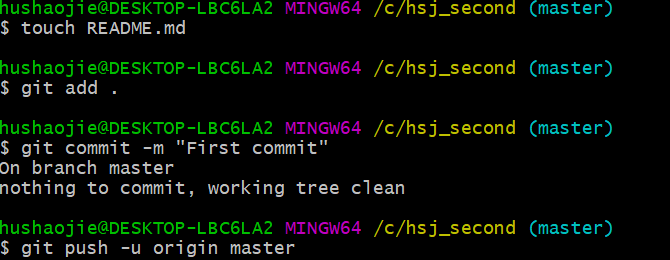 hushaojie@DESKTOP-LBC6LA2 MINGW64 /c/hsj_second (master)
$ touch README.md
hushaojie@DESKTOP-LBC6LA2 MINGW64 /c/hsj_second (master)
$ git add .
hushaojie@DESKTOP-LBC6LA2 MINGW64 /c/hsj_second (master)
$ git commit -m "First commit"
On branch master
nothing to commit, working tree clean
hushaojie@DESKTOP-LBC6LA2 MINGW64 /c/hsj_second (master)
$ git push -u origin master